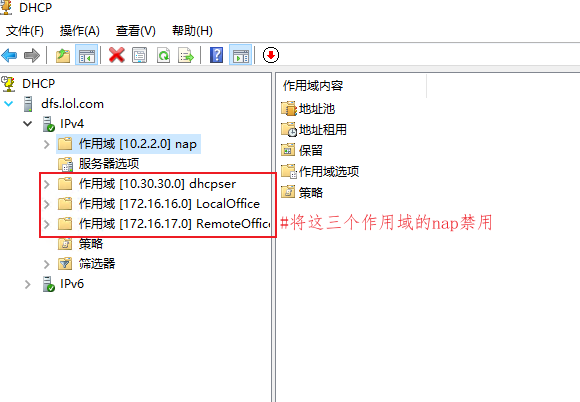 DHCP
文件(F) 操作(A) 查看(V) 帮助(H)
DHCP
dfs.lol.com
IPv4
作用域 [10.2.2.0] nap
服务器选项
作用域 [10.30.30.0] dhcpser
作用域 [172.16.16.0] LocalOffice
作用域 [172.16.17.0] RemoteOffic
策略
筛选器
IPv6
作用域内容
地址池
地址租用
保留
作用域选项
策略
#将这三个作用域的nap禁用